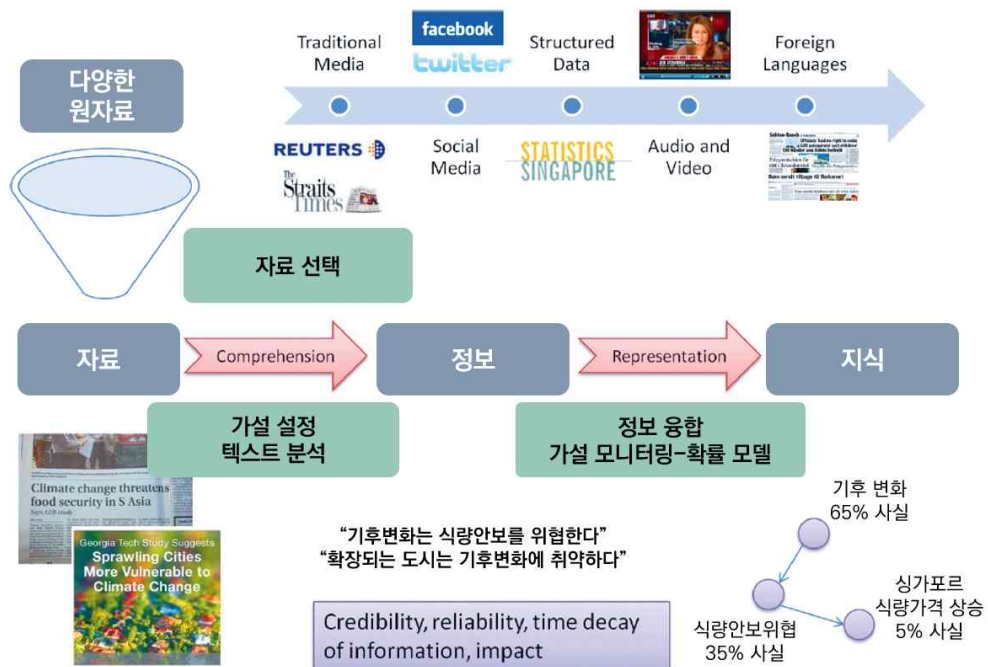 다양한
원자료
Traditional
Media
facebook
twitter
Structured
Data
Foreign
Languages
REUTERS
Social
Media
STATISTICS
SINGAPORE
Audio and
Video
The
Straits
Times
자료 선택
자료
Comprehension
정보
Representation
지식
가설 설정
텍스트 분석
정보 융합
가설 모니터링-확률 모델
Climate change threatens
food security in S Asia
Georgia Tech Study Suggests
Sprawling Cities
More Vulnerable to
Climate Change
“기후변화는 식량안보를 위협한다”
“확장되는 도시는 기후변화에 취약하다”
Credibility, reliability, time decay
of information, impact
기후 변화
65% 사실
싱가포르
식량가격 상승
5% 사실
식량안보위협
35% 사실